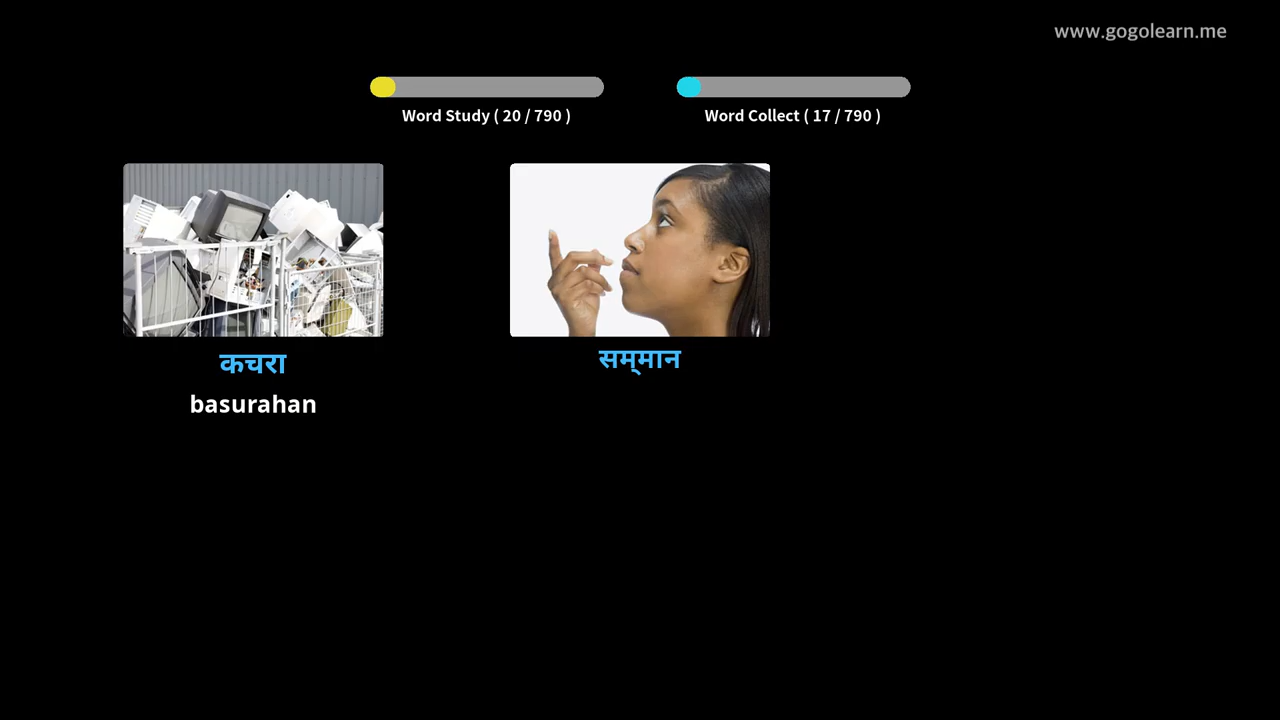 www.gogolearn.me
Word Study ( 20 / 790 )
Word Collect ( 17 / 790 )
कचरा
basurahan
सम्‌मान